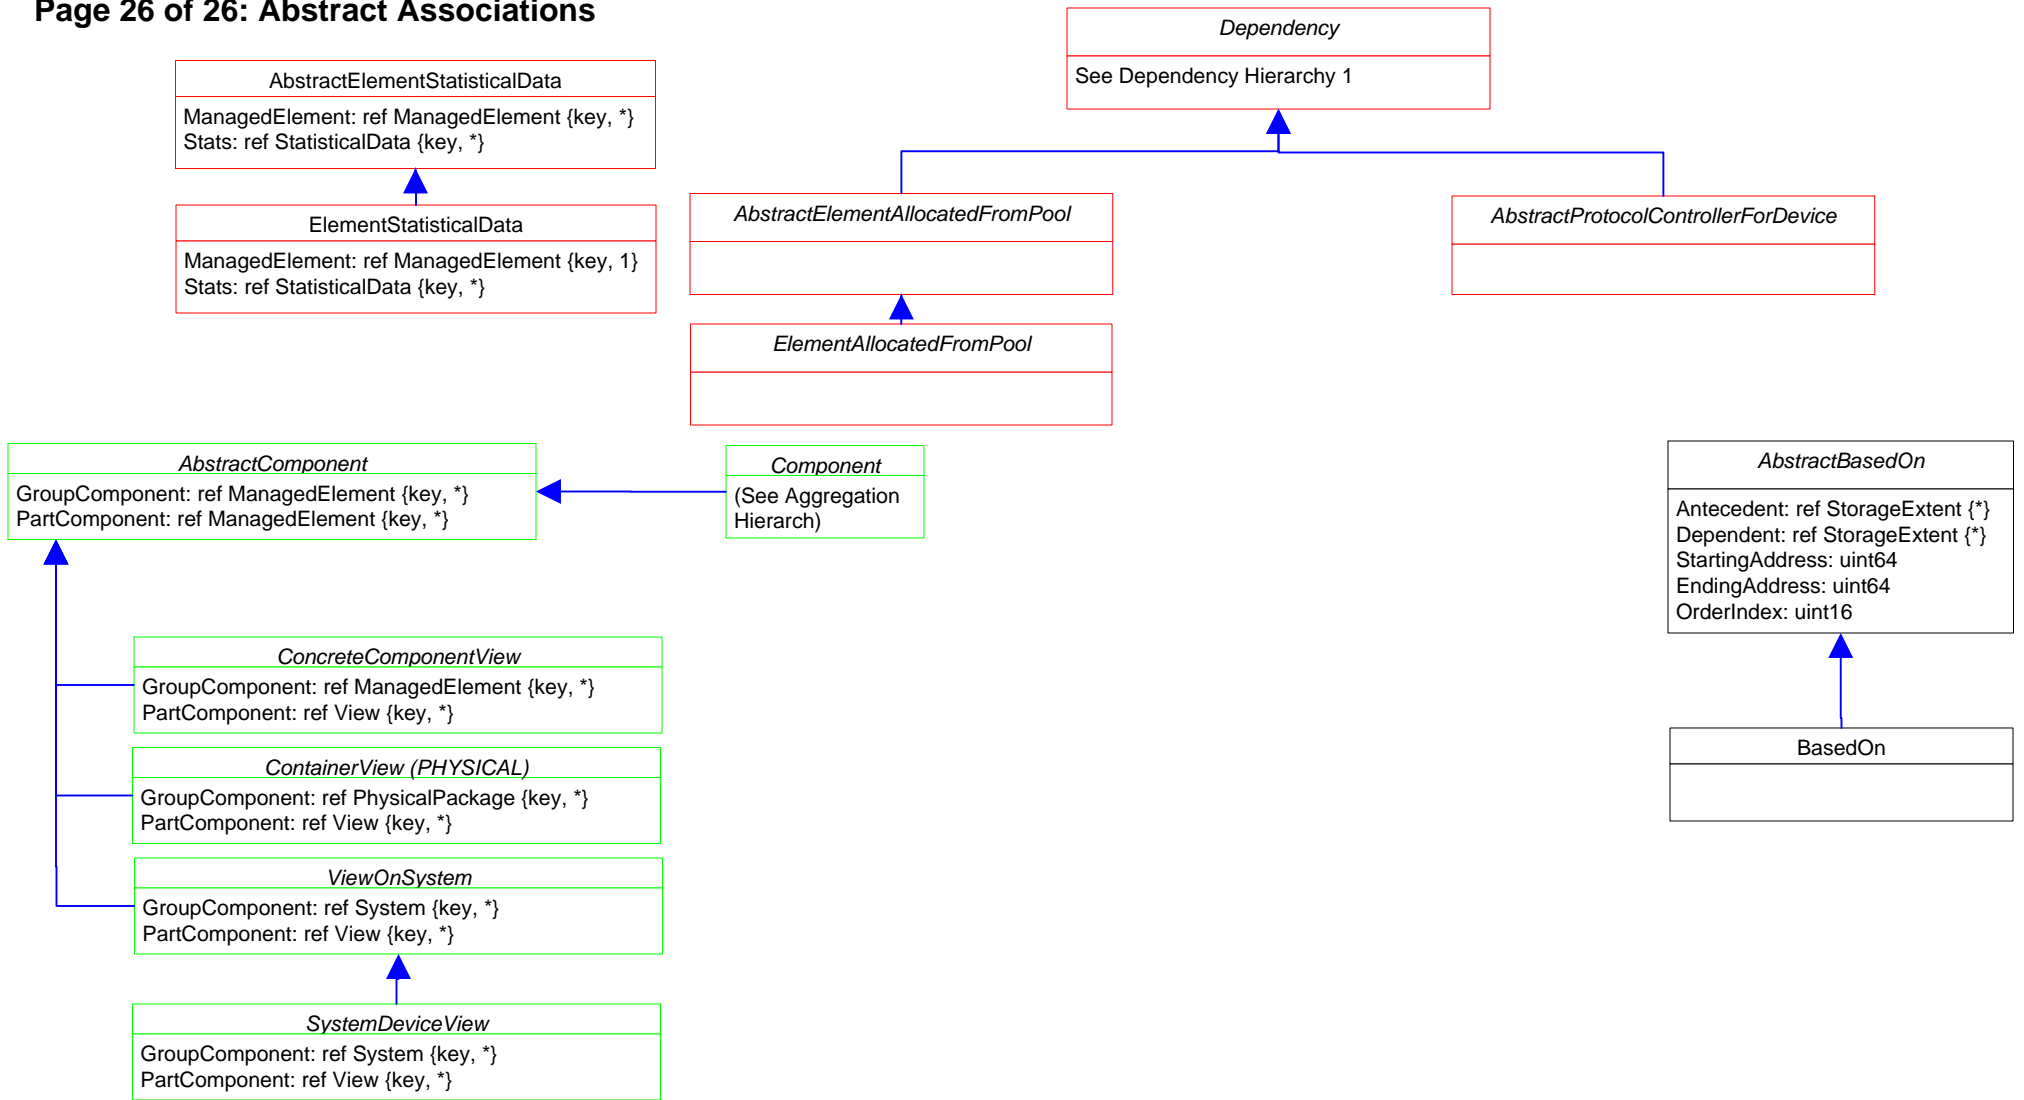 Page 26 of 26: Abstract Associations
Dependency
See Dependency Hierarchy 1
AbstractElementStatisticalData
ManagedElement: ref ManagedElement {key, *}
Stats: ref StatisticalData {key, *}
ElementStatisticalData
ManagedElement: ref ManagedElement {key, 1}
Stats: ref StatisticalData {key, *}
AbstractElementAllocatedFromPool
AbstractProtocolControllerForDevice
ElementAllocatedFromPool
AbstractComponent
GroupComponent: ref ManagedElement {key, *}
PartComponent: ref ManagedElement {key, *}
Component
(See Aggregation
Hierarch)
AbstractBasedOn
Antecedent: ref StorageExtent {*}
Dependent: ref StorageExtent {*}
StartingAddress: uint64
EndingAddress: uint64
OrderIndex: uint16
ConcreteComponentView
GroupComponent: ref ManagedElement {key, *}
PartComponent: ref View {key, *}
BasedOn
ContainerView (PHYSICAL)
GroupComponent: ref PhysicalPackage {key, *}
PartComponent: ref View {key, *}
ViewOnSystem
GroupComponent: ref System {key, *}
PartComponent: ref View {key, *}
SystemDeviceView
GroupComponent: ref System {key, *}
PartComponent: ref View {key, *}